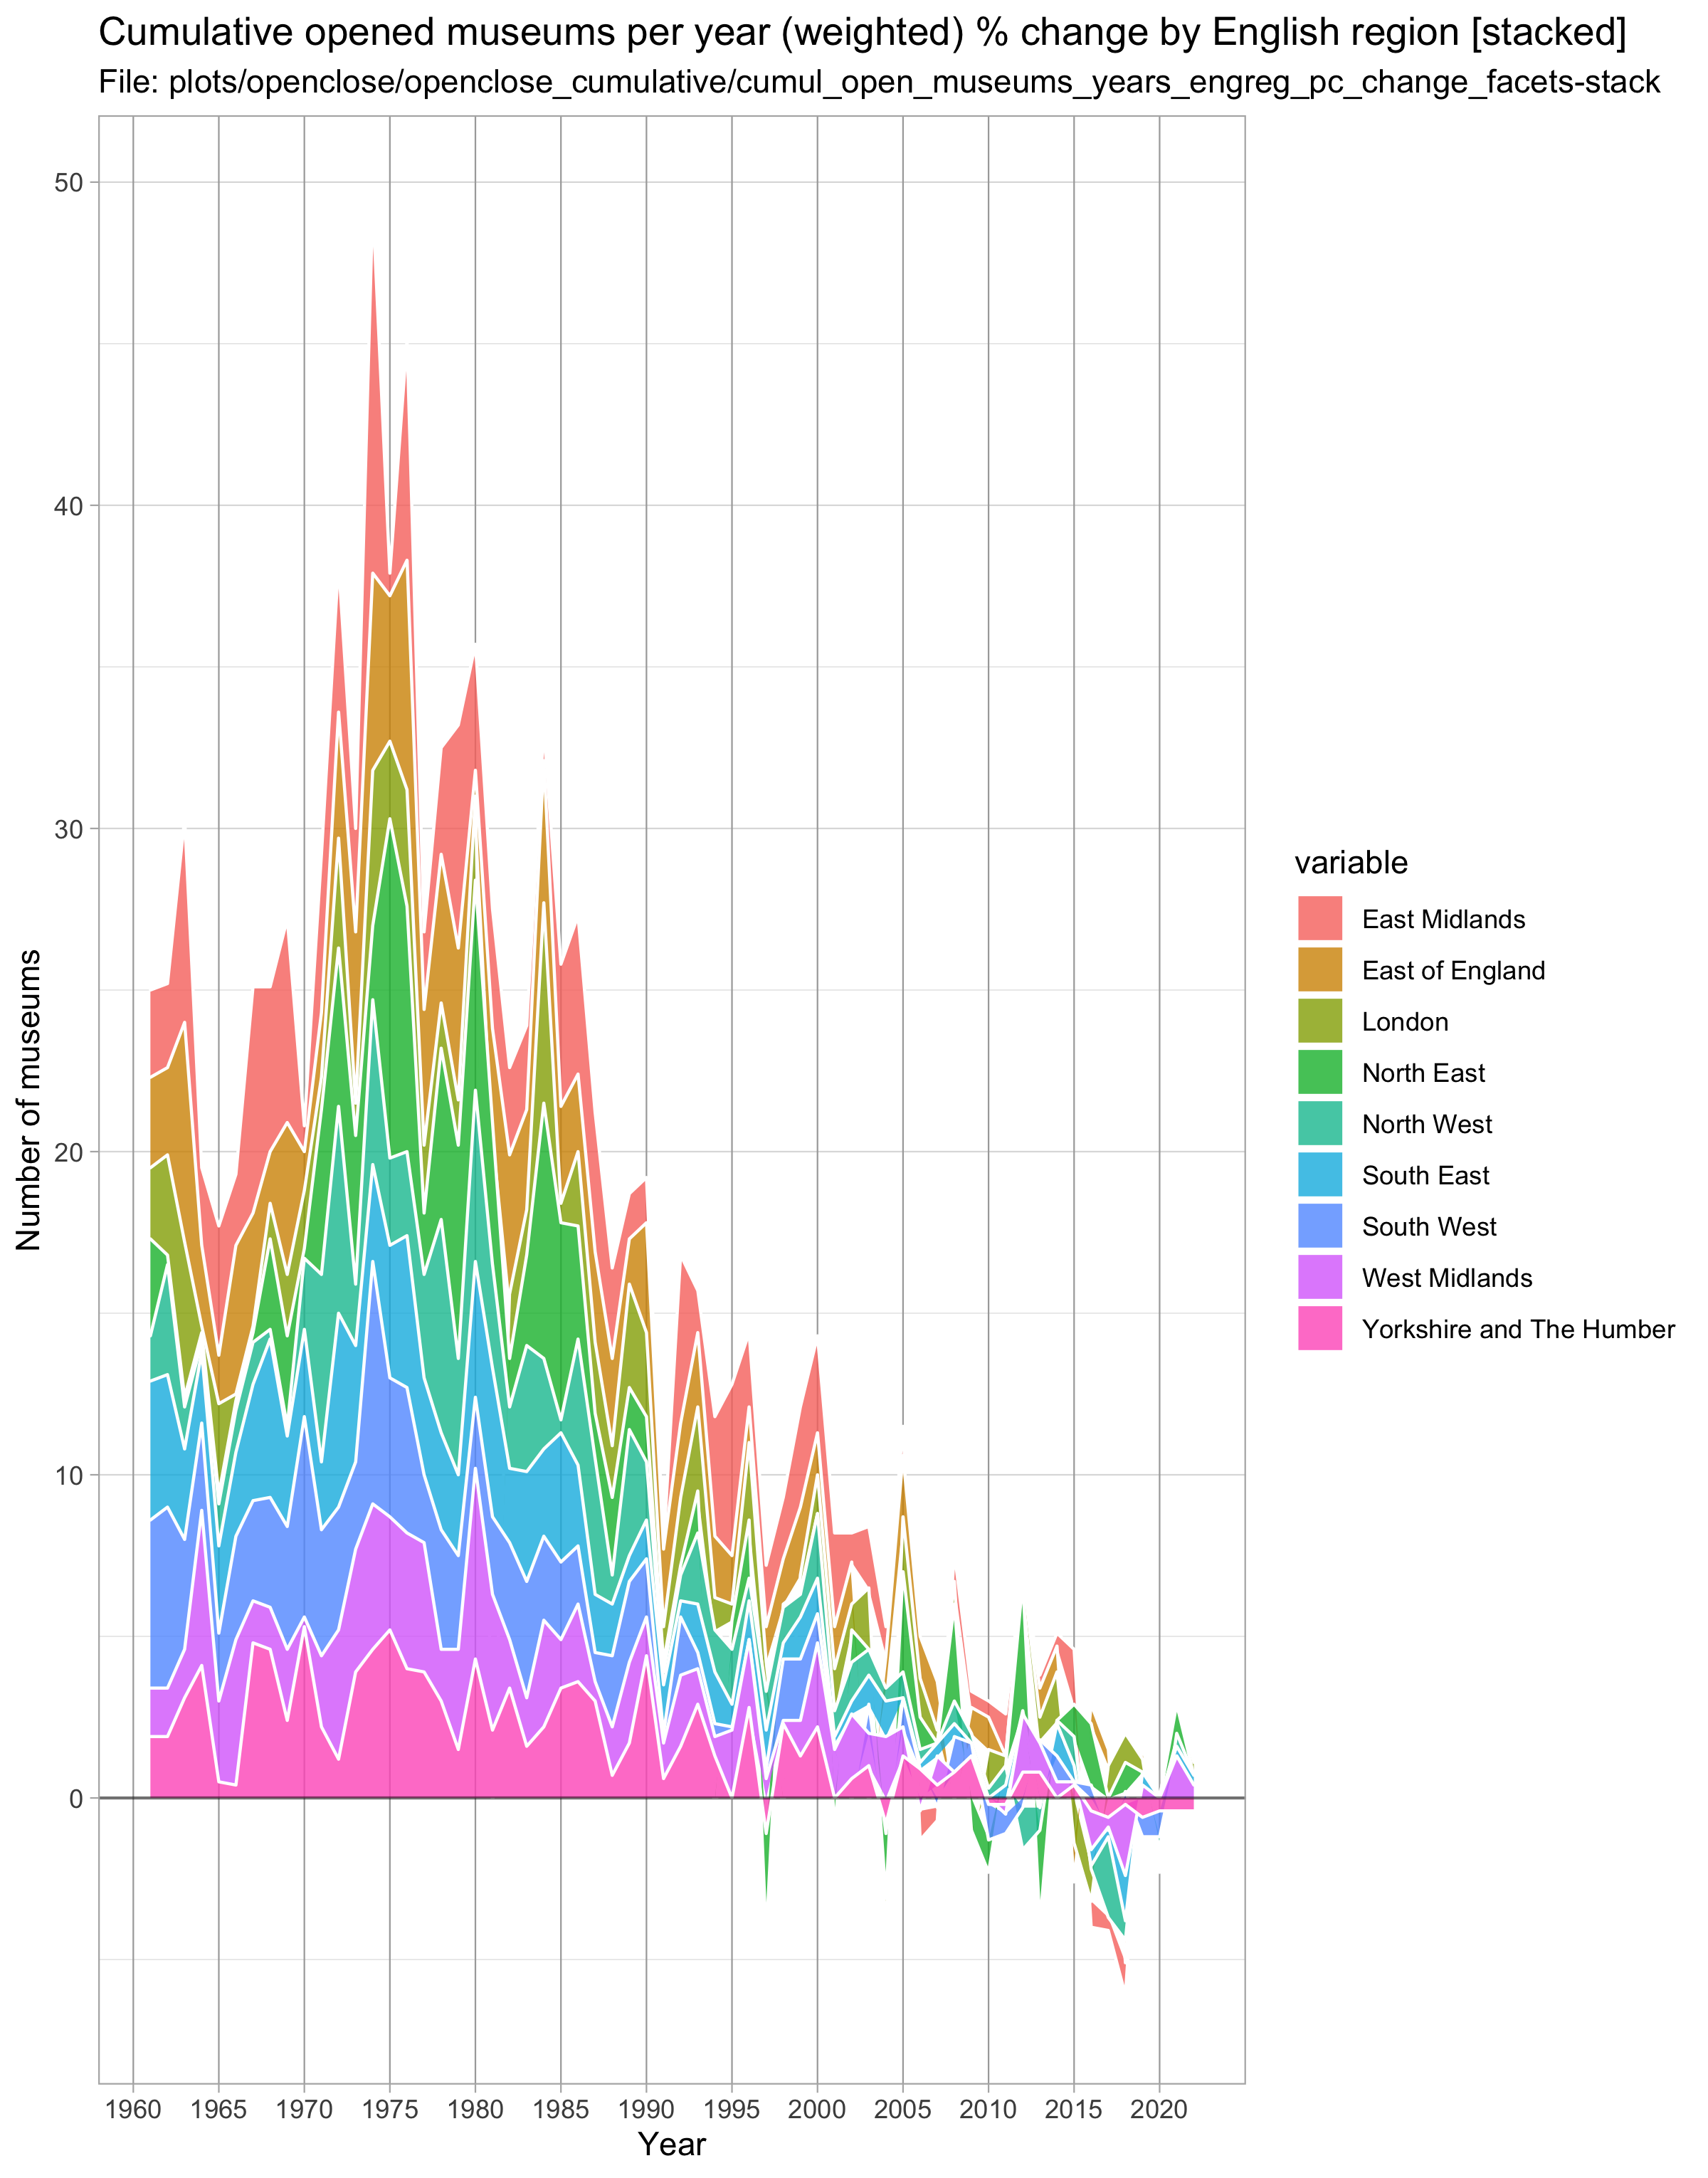 Cumulative opened museums per year (weighted) % change by English region [stacked]
File: plots/openclose/openclose_cumulative/cumul_open_museums_years_engreg_pc_change_facets-stack
50
40
30
20
10
0
Number of museums
1960 1965 1970 1975 1980 1985 1990 1995 2000 2005 2010 2015 2020
Year
variable
East Midlands
East of England
London
North East
North West
South East
South West
West Midlands
Yorkshire and The Humber